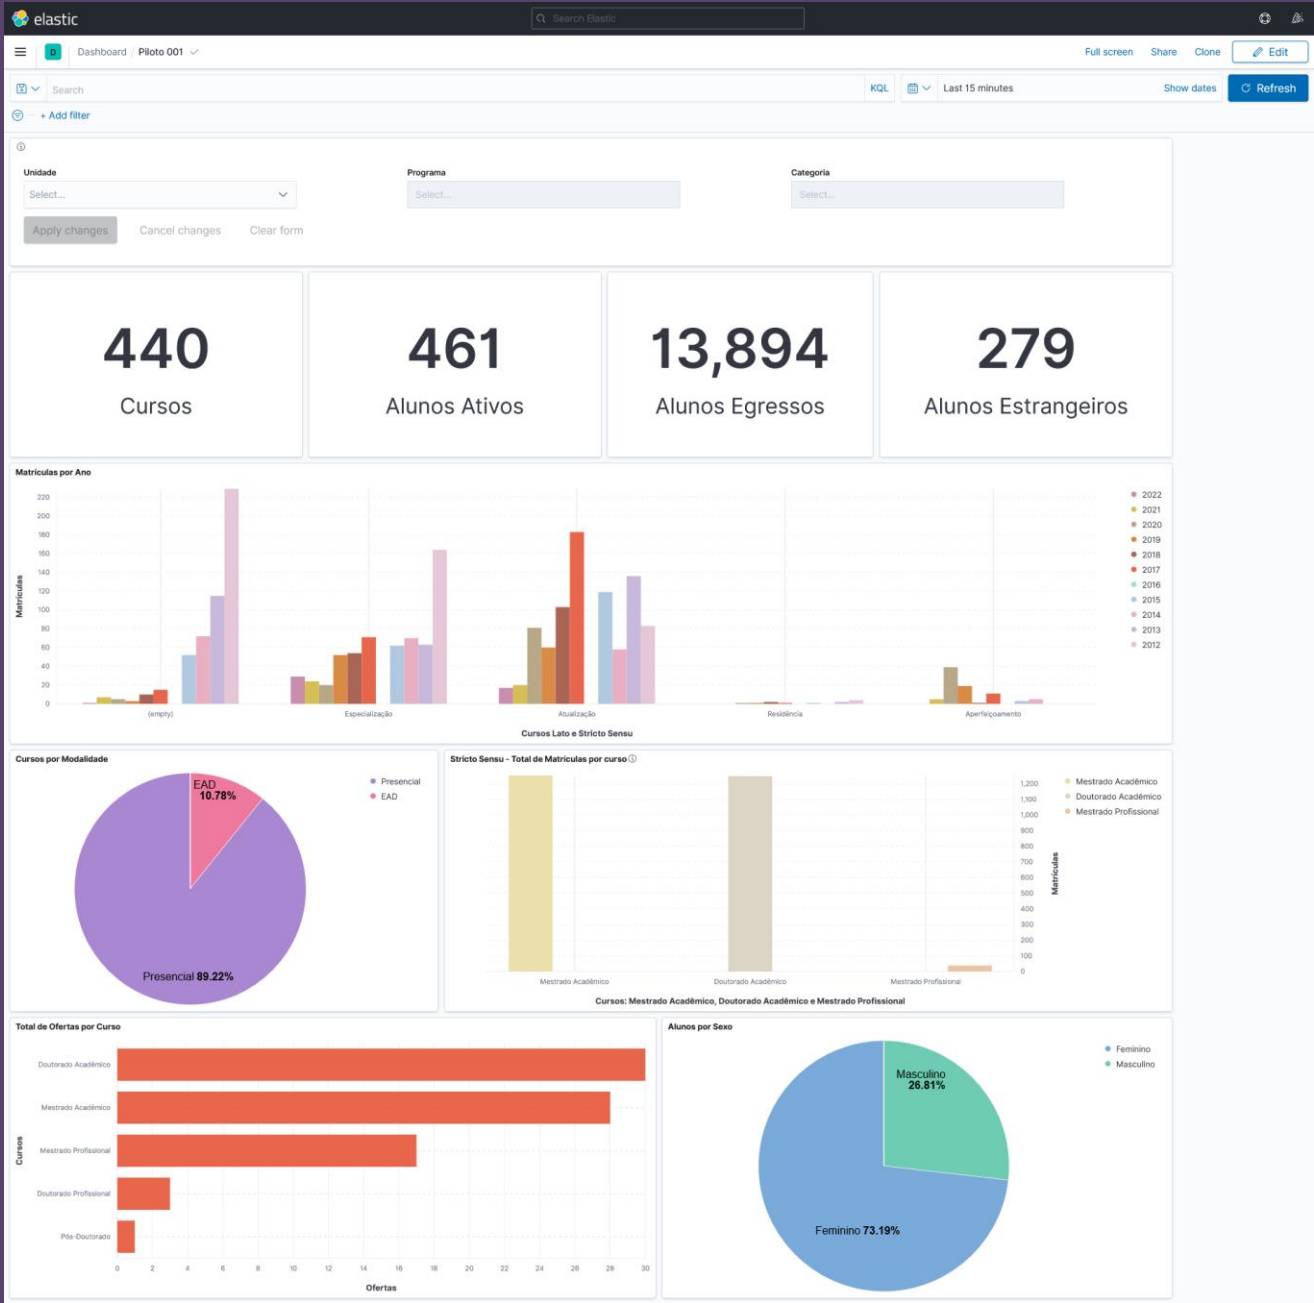 elastic
Search Elastic
D Dashboard / Piloto 001
Full screen Share Clone Edit
Search
KQL
Last 15 minutes
Show dates
Refresh
+ Add filter
Unidade
Programa
Categoria
Select...
Select...
Select...
Apply changes
Cancel changes
Clear form
440
Cursos
461
Alunos Ativos
13,894
Alunos Egressos
279
Alunos Estrangeiros
Matrículas por Ano
220
200
180
160
140
120
100
80
60
40
20
0
Matrículas
(empty)
Especialização
Atualização
Residência
Aperfeiçoamento
Cursos Lato e Stricto Sensu
2022
2021
2020
2019
2018
2017
2016
2015
2014
2013
2012
Cursos por Modalidade
EAD
10.78%
Presencial 89.22%
Presencial
EAD
Stricto Sensu - Total de Matrículas por curso
1,200
1,100
1,000
900
800
700
600
500
400
300
200
100
0
Matrículas
Mestrado Acadêmico
Doutorado Acadêmico
Mestrado Profissional
Cursos: Mestrado Acadêmico, Doutorado Acadêmico e Mestrado Profissional
Mestrado Acadêmico
Doutorado Acadêmico
Mestrado Profissional
Total de Ofertas por Curso
Cursos
Doutorado Acadêmico
Mestrado Acadêmico
Mestrado Profissional
Doutorado Profissional
Pós-Doutorado
0 2 4 6 8 10 12 14 16 18 20 22 24 26 28 30
Ofertas
Alunos por Sexo
Masculino
26.81%
Feminino 73.19%
Feminino
Masculino